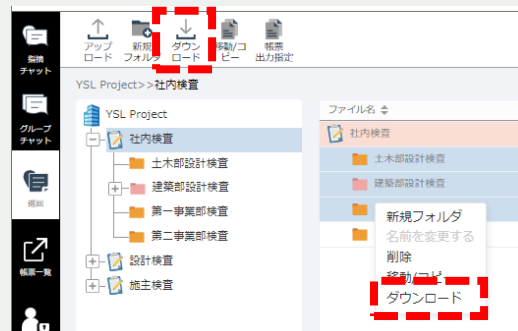 指摘
チャット
グループ
チャット
巡回
帳票一覧
アップ
ロード
新規
フォルダ
ダウン
ロード
移動/コ
ピー
帳票
出力指定
YSL Project>>社内検査
YSL Project
社内検査
土木部設計検査
建築部設計検査
第一事業部検査
第二事業部検査
設計検査
施主検査
ファイル名
社内検査
土木部設計検査
建築部設計検査
新規フォルダ
名前を変更する
削除
移動/コピー
ダウンロード